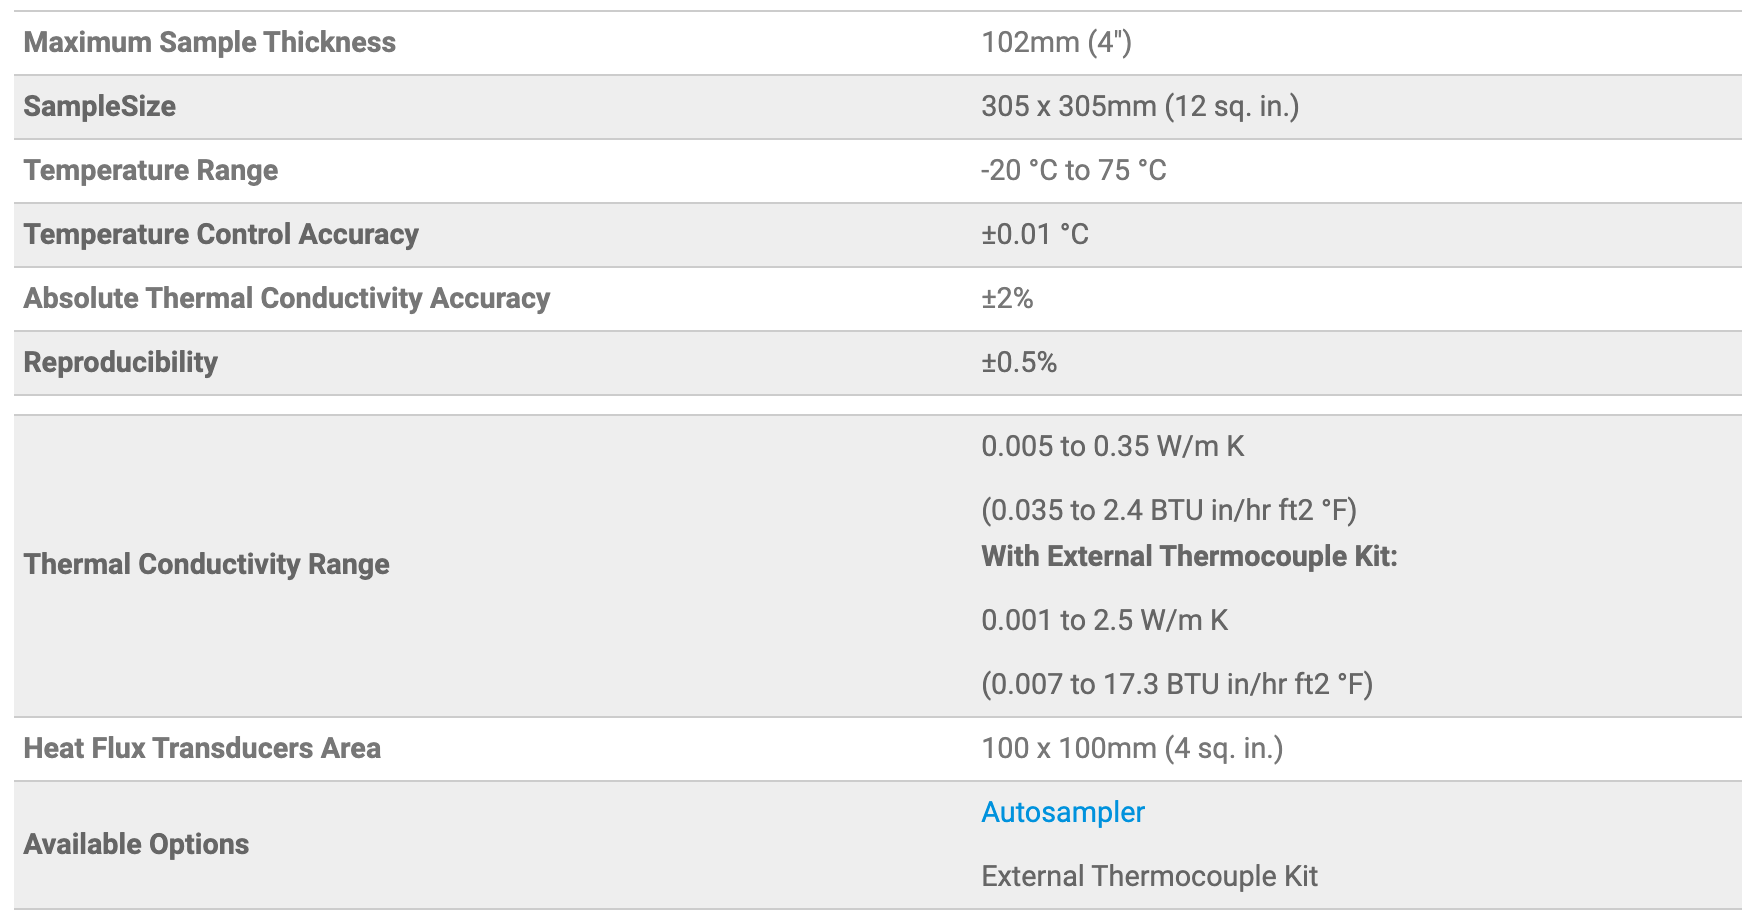 Maximum Sample Thickness 102mm (4")
SampleSize 305 x 305mm (12 sq. in.)
Temperature Range -20 °C to 75 °C
Temperature Control Accuracy ±0.01 °C
Absolute Thermal Conductivity Accuracy ±2%
Reproducibility ±0.5%
Thermal Conductivity Range
0.005 to 0.35 W/m K
(0.035 to 2.4 BTU in/hr ft2 °F)
With External Thermocouple Kit:
0.001 to 2.5 W/m K
(0.007 to 17.3 BTU in/hr ft2 °F)
Heat Flux Transducers Area 100 x 100mm (4 sq. in.)
Available Options
Autosampler
External Thermocouple Kit